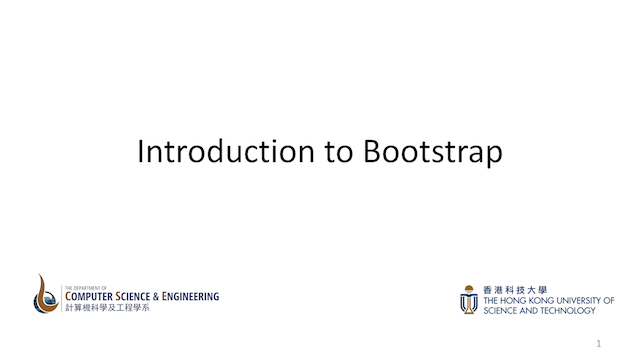 Introduction to Bootstrap
THE DEPARTMENT OF
COMPUTER SCIENCE & ENGINEERING
計算機科學及工程學系
香港科技大學
THE HONG KONG UNIVERSITY OF
SCIENCE AND TECHNOLOGY
1